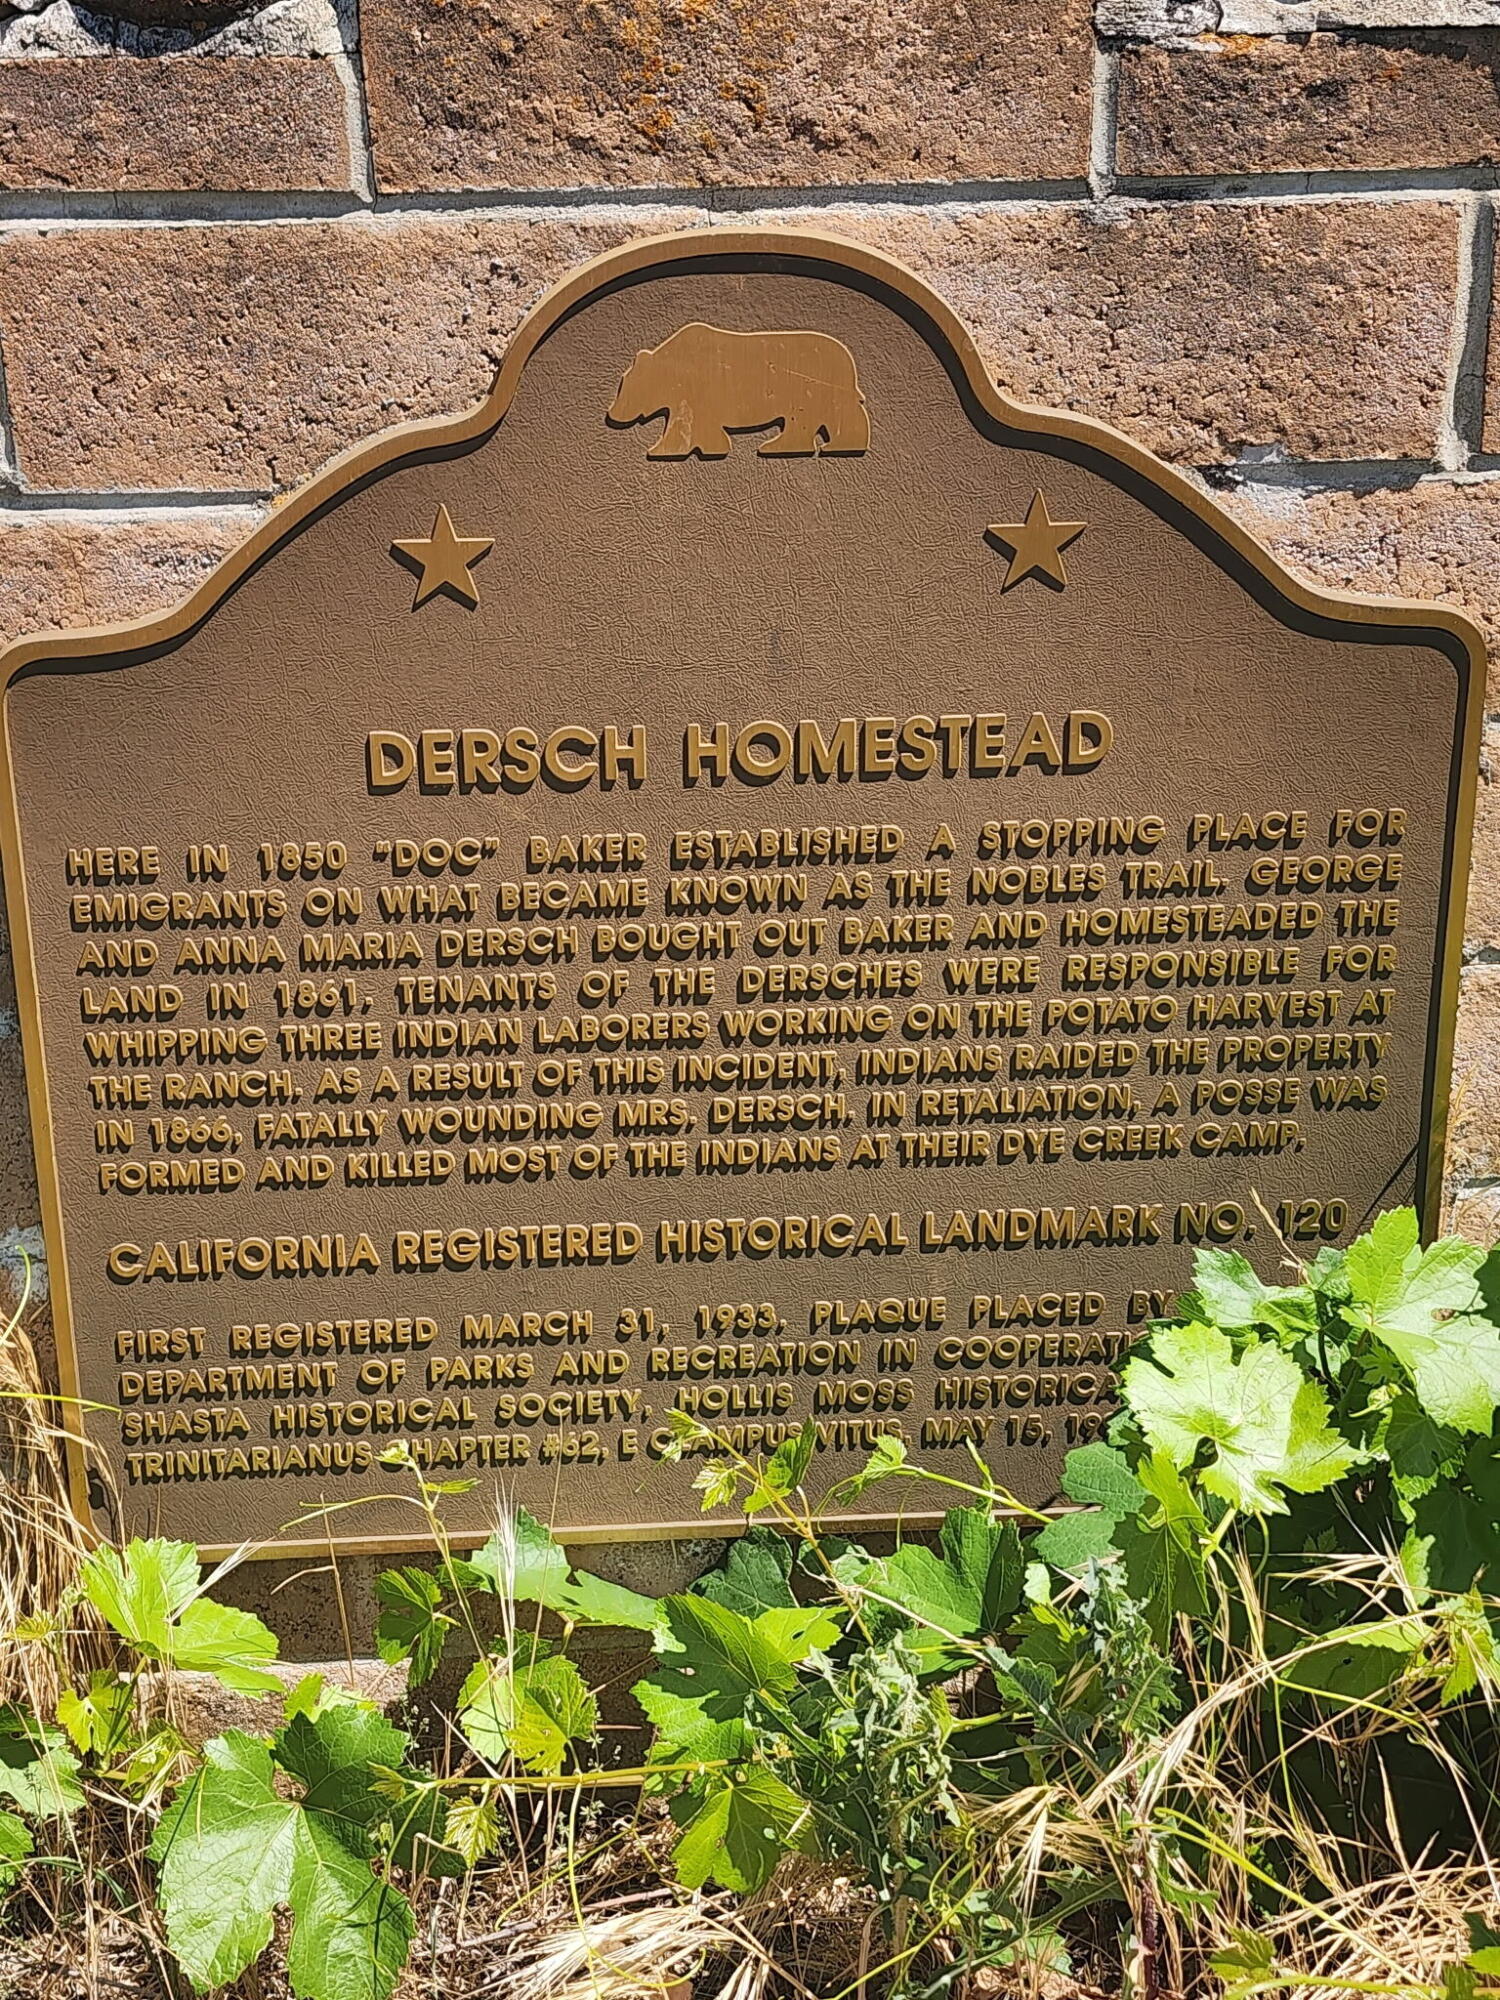 DERSCH HOMESTEAD
HERE IN 1850 "DOC" BAKER ESTABLISHED A STOPPING PLACE FOR
EMIGRANTS ON WHAT BECAME KNOWN AS THE NOBLES TRAIL. GEORGE
AND ANNA MARIA DERSCH BOUGHT OUT BAKER AND HOMESTEADED THE
LAND IN 1861. TENANTS OF THE DERSCHES WERE RESPONSIBLE FOR
WHIPPING THREE INDIAN LABORERS WORKING ON THE POTATO HARVEST AT
THE RANCH. AS A RESULT OF THIS INCIDENT, INDIANS RAIDED THE PROPERTY
IN 1866, FATALLY WOUNDING MRS. DERSCH. IN RETALIATION, A POSSE WAS
FORMED AND KILLED MOST OF THE INDIANS AT THEIR DYE CREEK CAMP.
CALIFORNIA REGISTERED HISTORICAL LANDMARK NO. 120
FIRST REGISTERED MARCH 31, 1933. PLAQUE PLACED BY
DEPARTMENT OF PARKS AND RECREATION IN
SHASTA HISTORICAL SOCIETY, HOLLIS MOSS
TRINITARIANUS CHAPTER #62, E CLAMPUS VITUS, MAY 15,